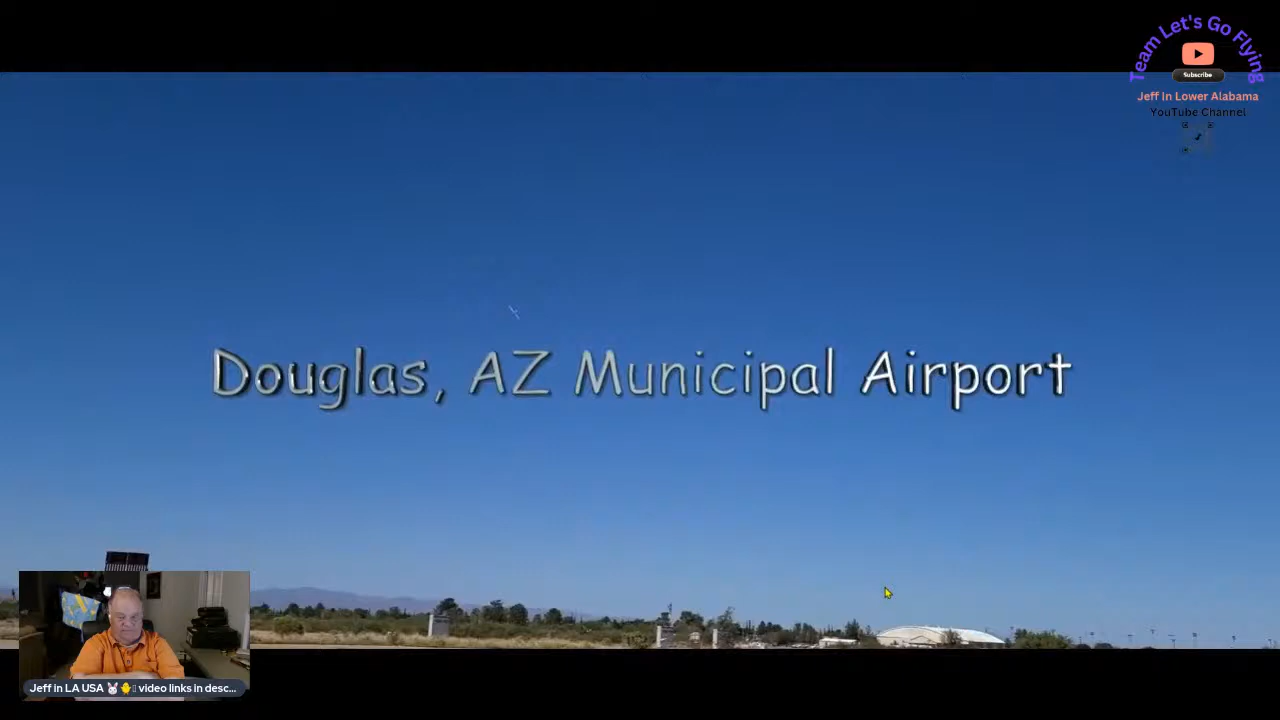 Team Let's Go Flying
Subscribe
Jeff In Lower Alabama
YouTube Channel
Douglas, AZ Municipal Airport
Jeff in LA USA 🐰🐥▯ video links in desc...